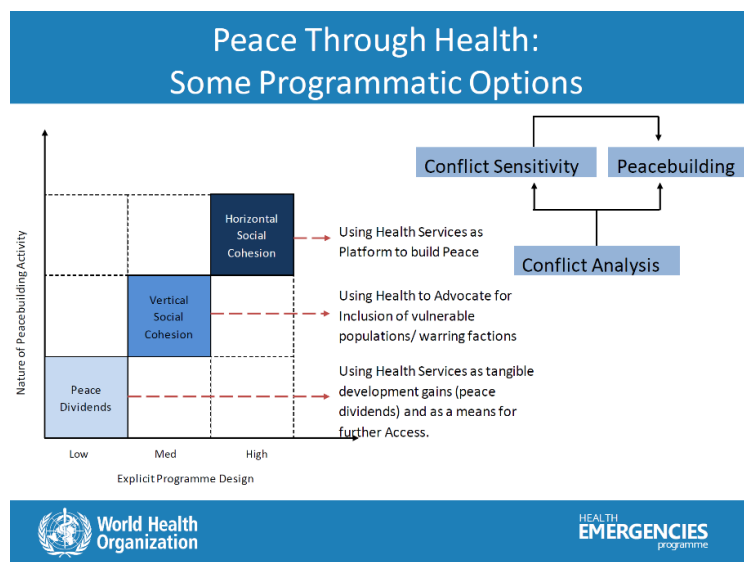 Peace Through Health:
Some Programmatic Options
Conflict Sensitivity
Peacebuilding
Conflict Analysis
Nature of Peacebuilding Activity
Horizontal
Social
Cohesion
Using Health Services as
Platform to build Peace
Vertical
Social
Cohesion
Using Health to Advocate for
Inclusion of vulnerable
populations/ warring factions
Peace
Dividends
Using Health Services as tangible
development gains (peace
dividends) and as a means for
further Access.
Low
Med
High
Explicit Programme Design
World Health
Organization
HEALTH
EMERGENCIES
programme